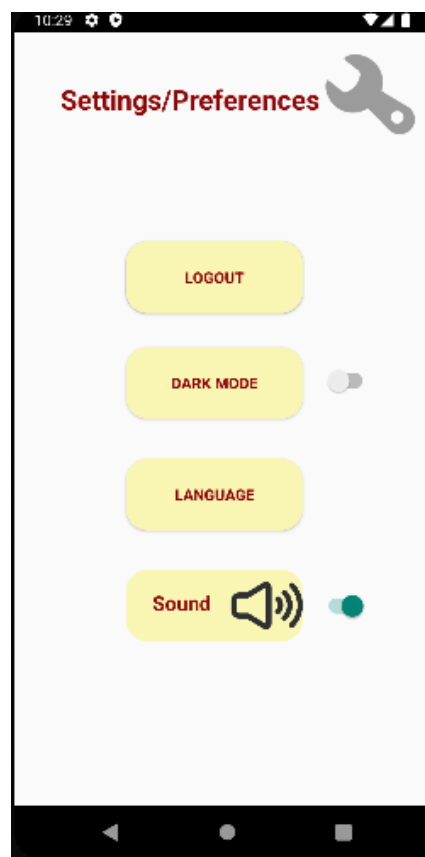 10:29
Settings/Preferences
LOGOUT
DARK MODE
LANGUAGE
Sound